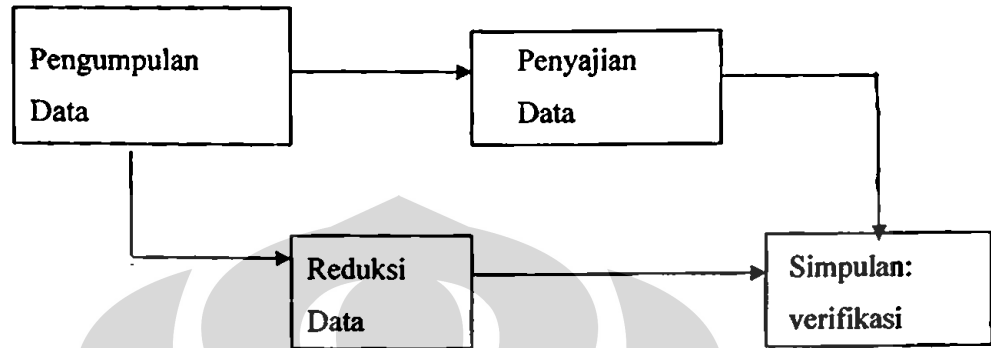 Pengumpulan
Data
Penyajian
Data
Reduksi
Data
Simpulan:
verifikasi